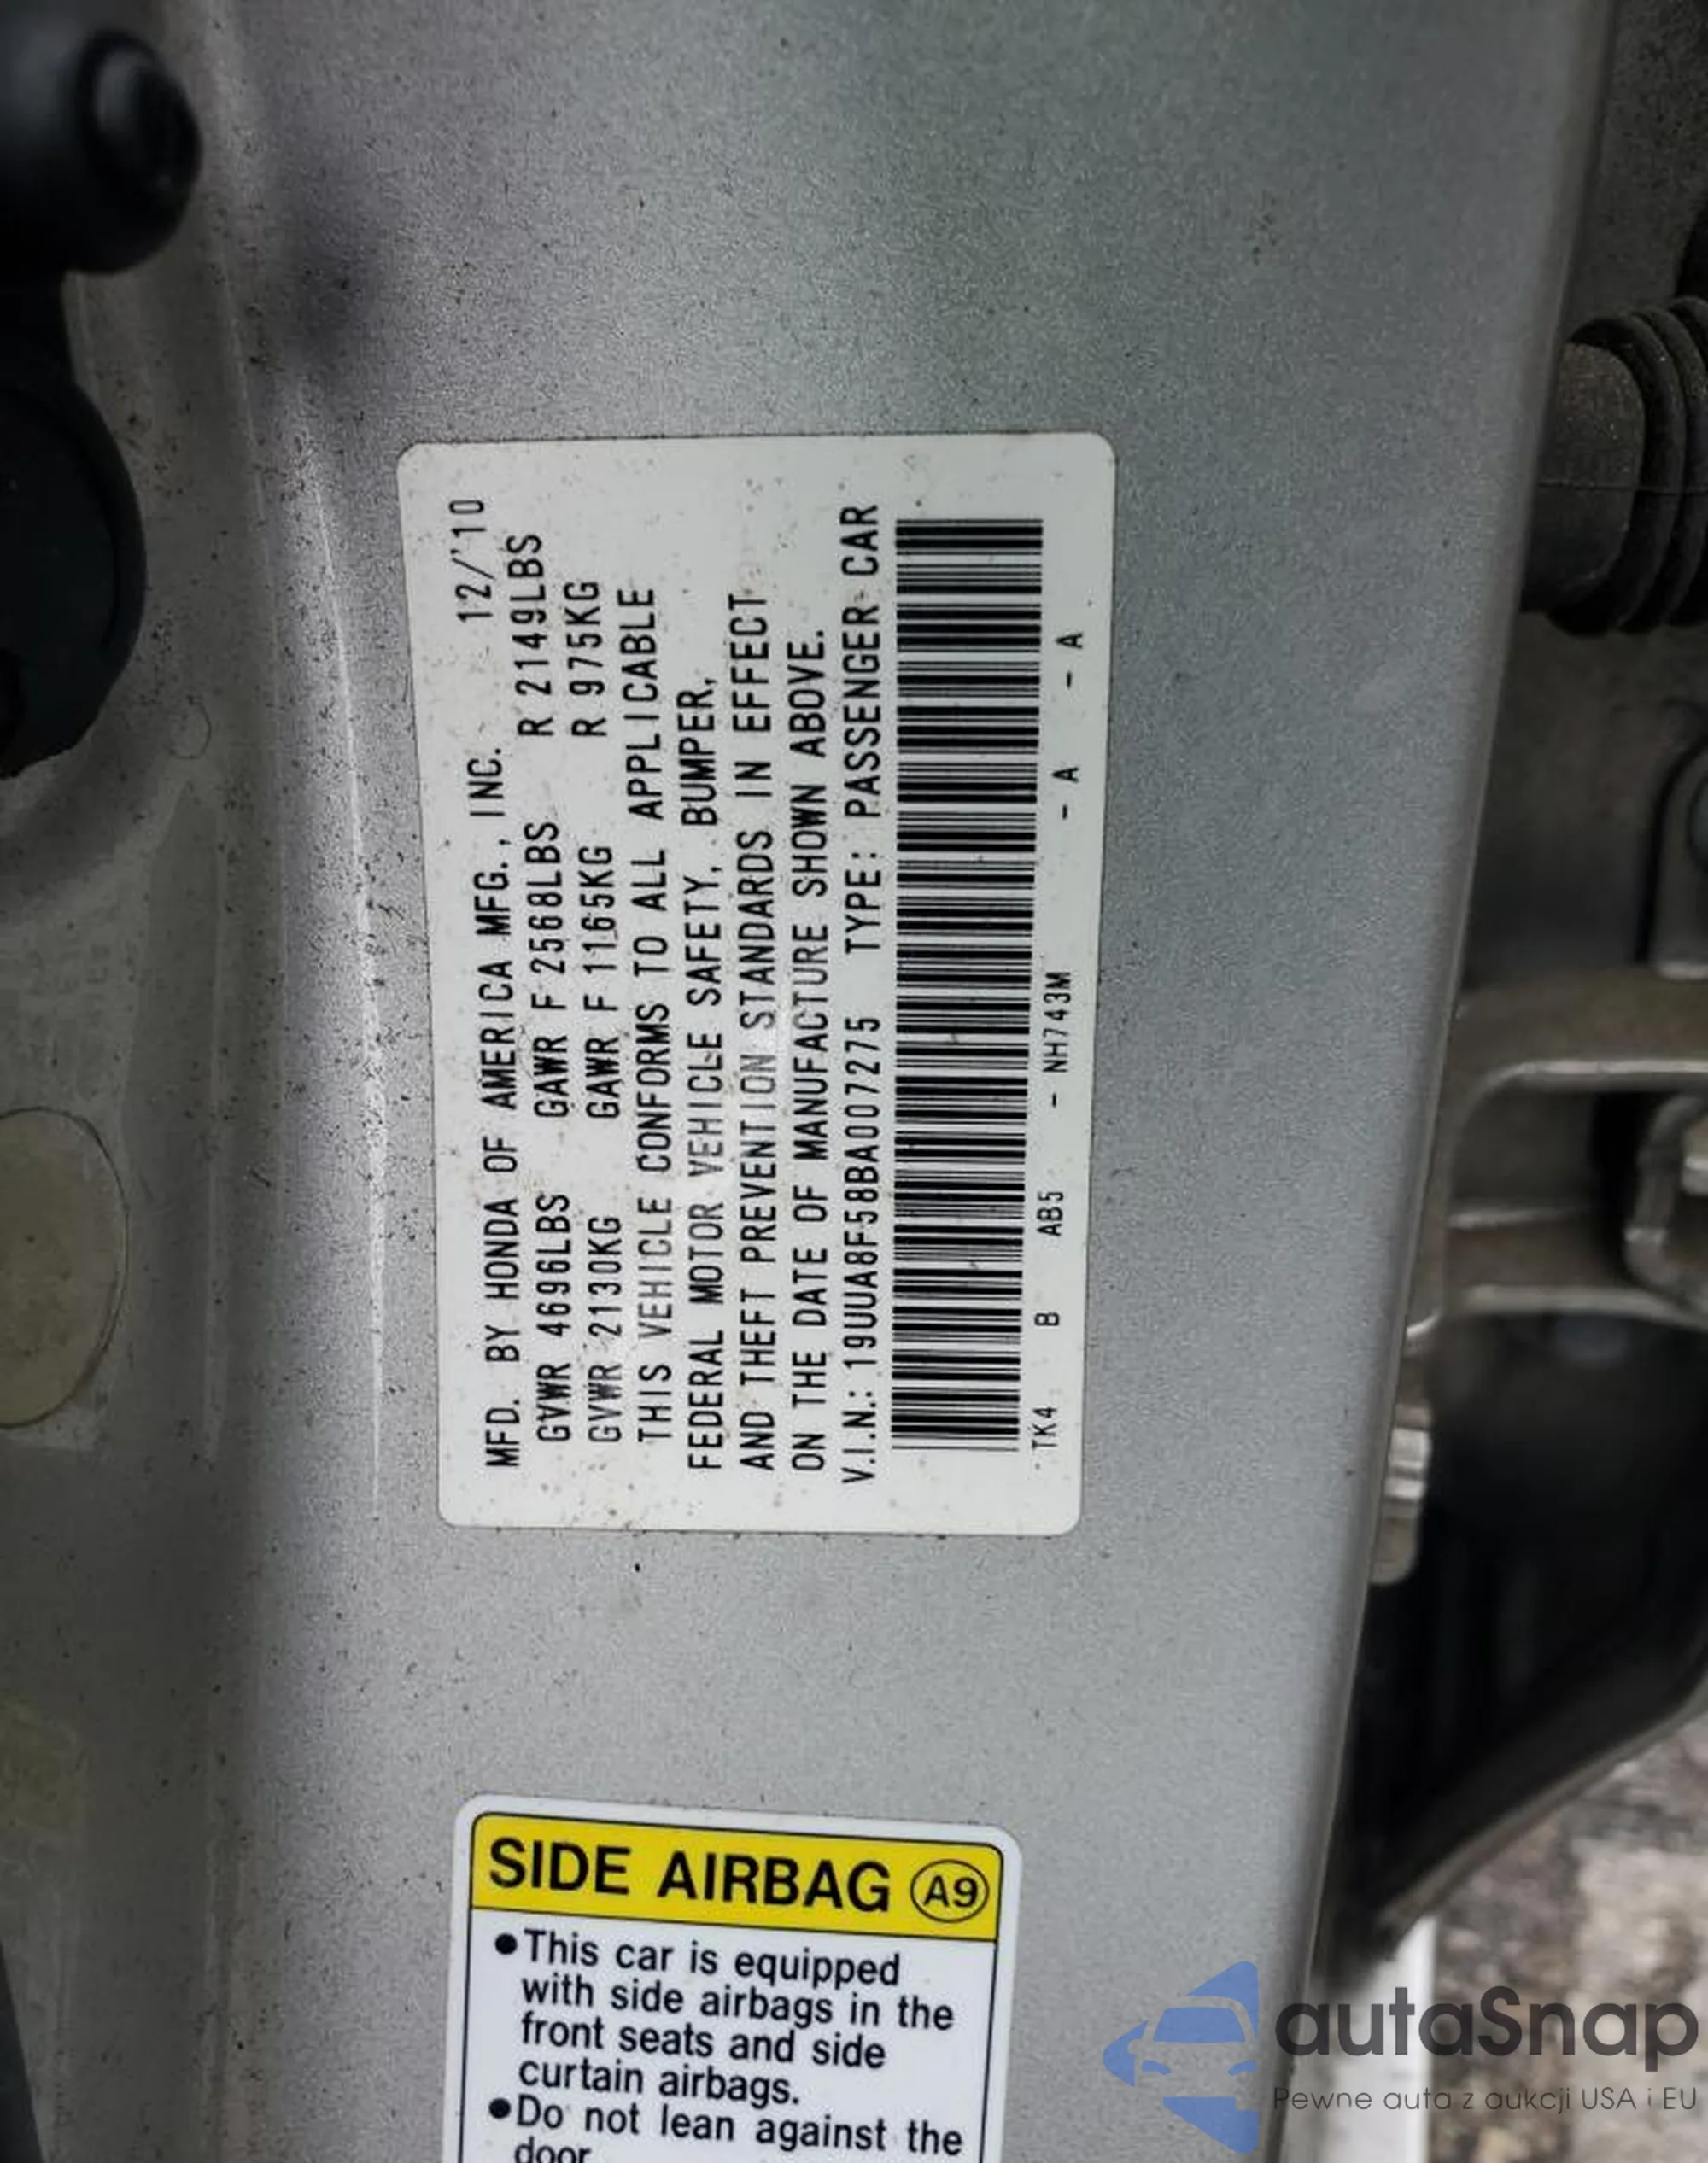 MFD. BY HONDA OF AMERICA MFG., INC. 12/'10
GVWR 4696LBS GAWR F 2568LBS R 2149LBS
GVWR 2130KG GAWR F 1165KG R 975KG
THIS VEHICLE CONFORMS TO ALL APPLICABLE
FEDERAL MOTOR VEHICLE SAFETY, BUMPER,
AND THEFT PREVENTION STANDARDS IN EFFECT
ON THE DATE OF MANUFACTURE SHOWN ABOVE.
V.I.N.: 19UUA8F58BA007275 TYPE: PASSENGER CAR
TK4 B AB5 - NH743M - A - A
SIDE AIRBAG A9
●This car is equipped
with side airbags in the
front seats and side
curtain airbags.
●Do not lean against the
door
autaSnap
Pewne auta z aukcji USA i EU